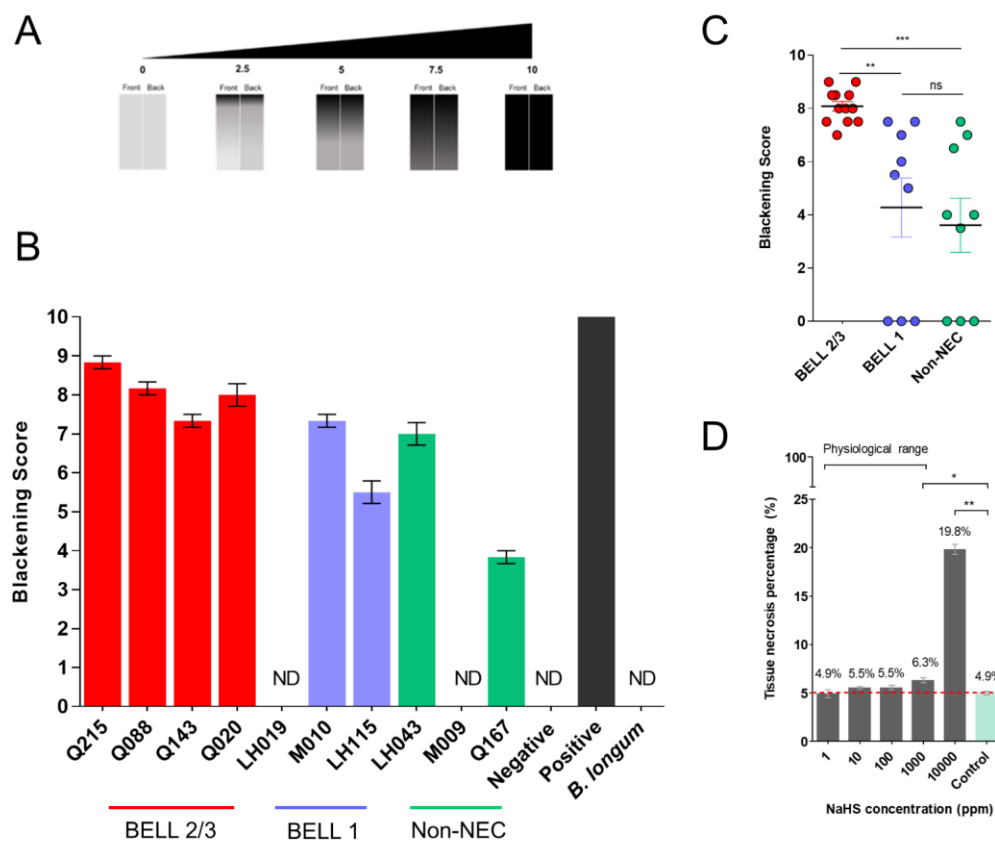 A
0 2.5 5 7.5 10
Front Back Front Back Front Back Front Back Front Back
B
Blackening Score
10
9
8
7
6
5
4
3
2
1
0
ND ND ND ND
Q215 Q088 Q143 Q020 LH019 M010 LH115 LH043 M009 Q167 Negative Positive B. longum
BELL 2/3 BELL 1 Non-NEC
C
***
** ns
Blackening Score
10
8
6
4
2
0
BELL 2/3 BELL 1 Non-NEC
D
Physiological range
*
**
Tissue necrosis percentage (%)
100
25
20
15
10
5
0
4.9% 5.5% 5.5% 6.3% 19.8% 4.9%
1 10 100 1000 10000 Control
NaHS concentration (ppm)